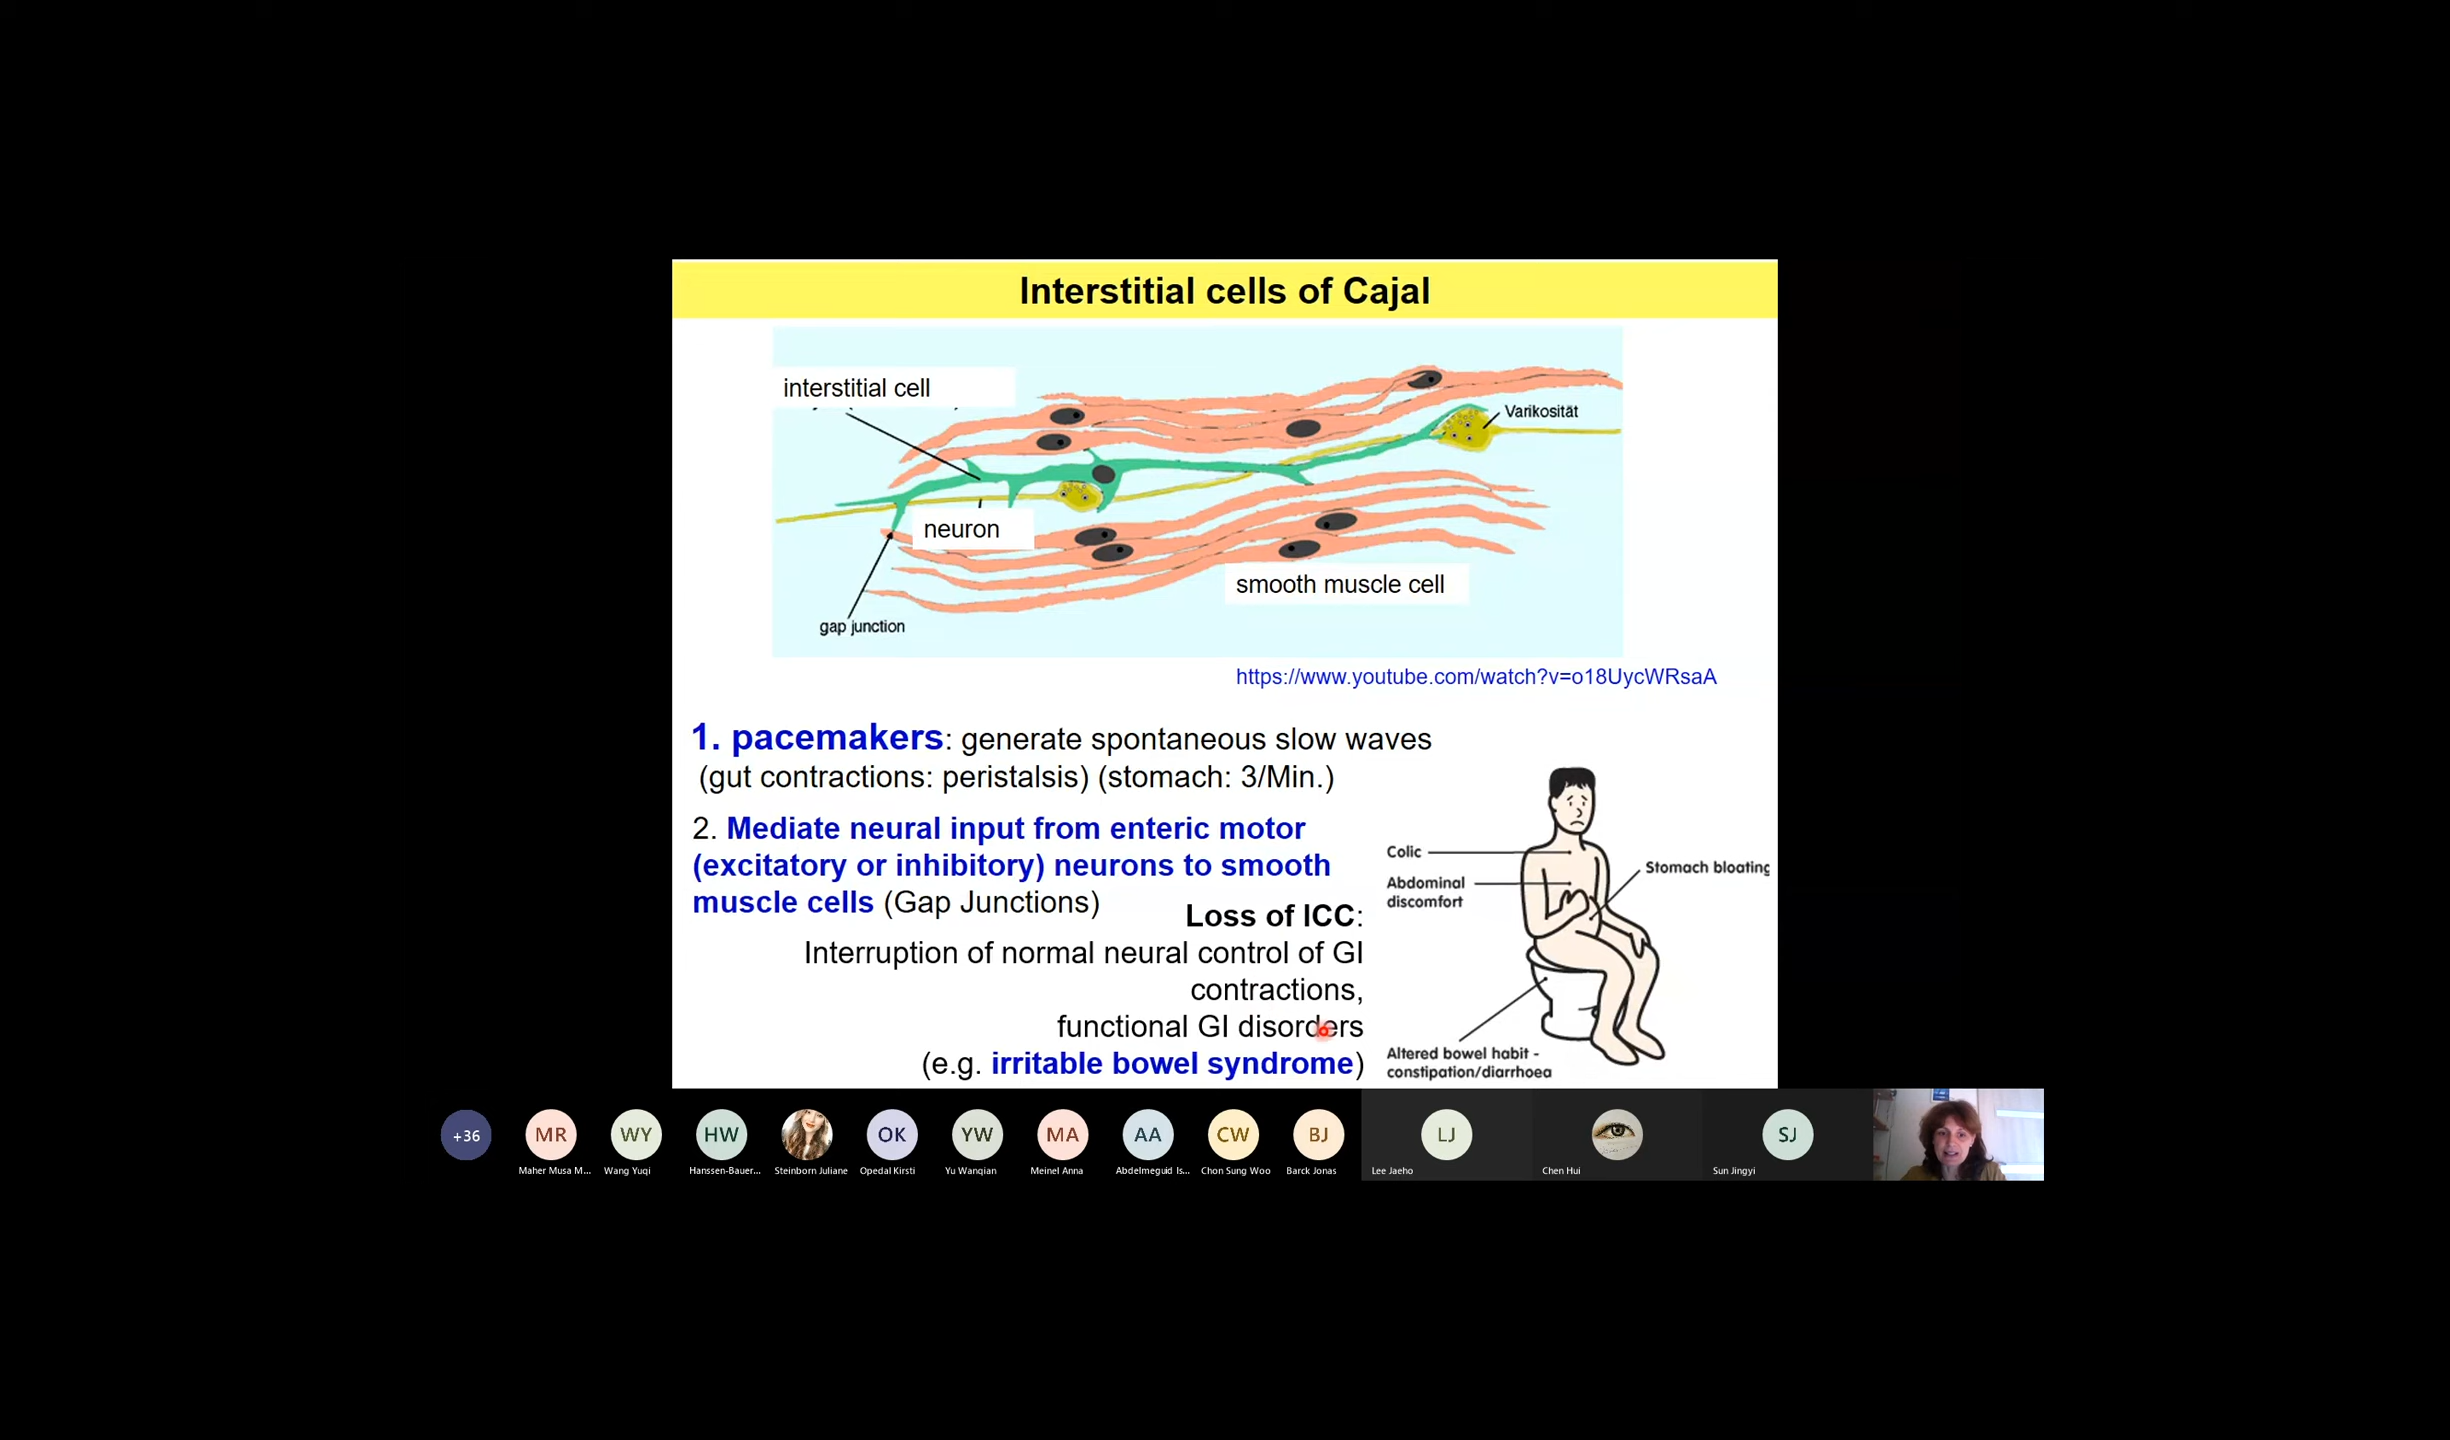 Interstitial cells of Cajal
interstitial cell
Varikosität
neuron
smooth muscle cell
gap junction
https://www.youtube.com/watch?v=o18UycWRsaA
1. pacemakers: generate spontaneous slow waves
(gut contractions: peristalsis) (stomach: 3/Min.)
2. Mediate neural input from enteric motor
(excitatory or inhibitory) neurons to smooth
muscle cells (Gap Junctions)
Loss of ICC:
Interruption of normal neural control of GI
contractions,
functional GI disorders
(e.g. irritable bowel syndrome)
Colic
Abdominal
discomfort
Stomach bloating
Altered bowel habit -
constipation/diarrhoea
+36
MR
WY
HW
OK
YW
MA
AA
CW
BJ
LJ
SJ
Maher Musa M...
Wang Yuqi
Hanssen-Bauer...
Steinborn Juliane
Opedal Kirsti
Yu Wanqian
Meinel Anna
Abdelmeguid Is...
Chon Sung Woo
Barck Jonas
Lee Jaeho
Chen Hui
Sun Jingyi